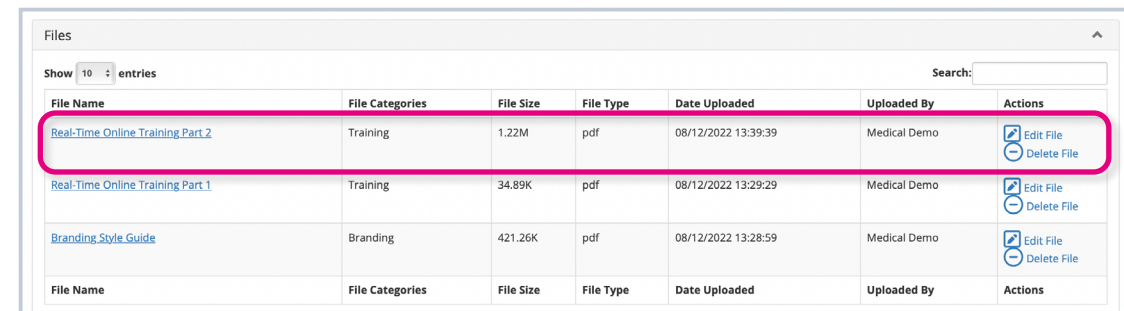 Files
Show 10 entries Search:
File Name File Categories File Size File Type Date Uploaded Uploaded By Actions
Real-Time Online Training Part 2 Training 1.22M pdf 08/12/2022 13:39:39 Medical Demo Edit File
Delete File
Real-Time Online Training Part 1 Training 34.89K pdf 08/12/2022 13:29:29 Medical Demo Edit File
Delete File
Branding Style Guide Branding 421.26K pdf 08/12/2022 13:28:59 Medical Demo Edit File
Delete File
File Name File Categories File Size File Type Date Uploaded Uploaded By Actions